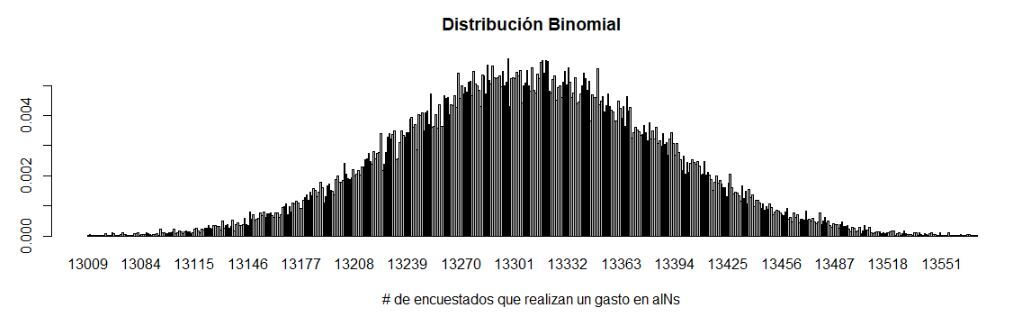 Distribución Binomial
0.004
0.002
0.000
13009 13084 13115 13146 13177 13208 13239 13270 13301 13332 13363 13394 13425 13456 13487 13518 13551
# de encuestados que realizan un gasto en alNs